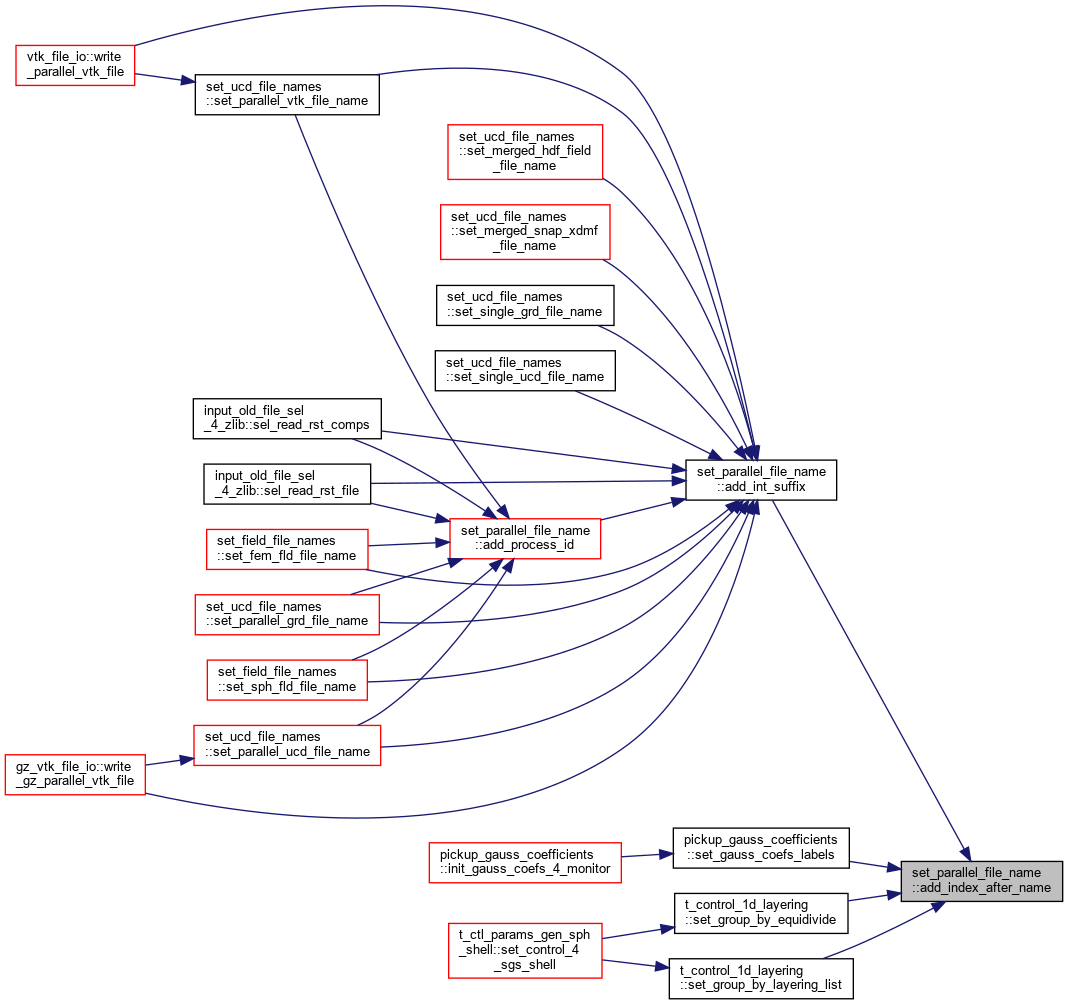 vtk_file_io::write
_parallel_vtk_file
set_ucd_file_names
::set_parallel_vtk_file_name
set_ucd_file_names
::set_merged_hdf_field
_file_name
set_ucd_file_names
::set_merged_snap_xdmf
_file_name
set_ucd_file_names
::set_single_grd_file_name
set_ucd_file_names
::set_single_ucd_file_name
input_old_file_sel
_4_zlib::sel_read_rst_comps
input_old_file_sel
_4_zlib::sel_read_rst_file
set_parallel_file_name
::add_int_suffix
set_parallel_file_name
::add_process_id
set_field_file_names
::set_fem_fld_file_name
set_ucd_file_names
::set_parallel_grd_file_name
set_field_file_names
::set_sph_fld_file_name
set_ucd_file_names
::set_parallel_ucd_file_name
gz_vtk_file_io::write
_gz_parallel_vtk_file
pickup_gauss_coefficients
::set_gauss_coefs_labels
pickup_gauss_coefficients
::init_gauss_coefs_4_monitor
set_parallel_file_name
::add_index_after_name
t_control_1d_layering
::set_group_by_equidivide
t_ctl_params_gen_sph
_shell::set_control_4
_sgs_shell
t_control_1d_layering
::set_group_by_layering_list